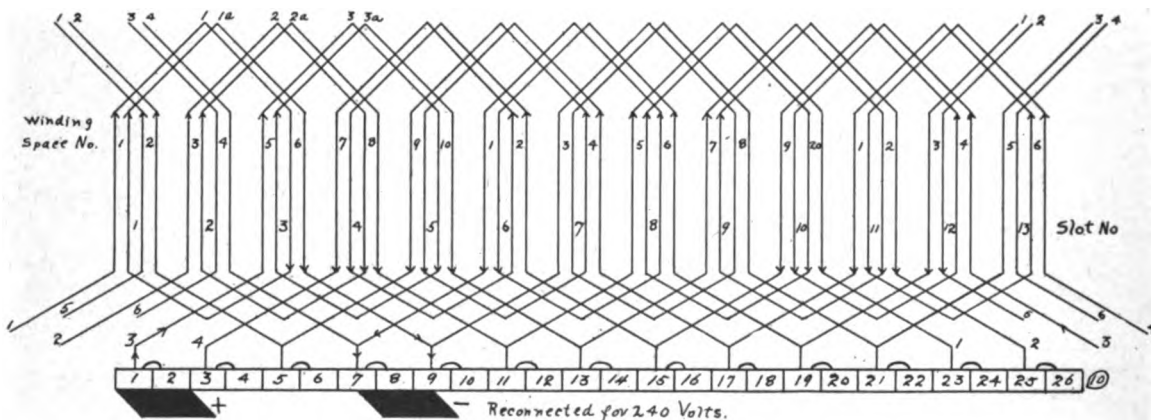 1 2 3 4 1 1a 2 2a 3 3a 1 2 3 4
Winding
Space No. 1 2 3 4 5 6 7 8 9 10 1 2 3 4 5 6 7 8 9 20 1 2 3 4 5 6
1 2 3 4 5 6 7 8 9 10 11 12 13 Slot No
5 6 5 6
1 2 3 4 1 2 3 4
1 2 3 4 5 6 7 8 9 10 11 12 13 14 15 16 17 18 19 20 21 22 23 24 25 26 10
+ - Reconnected for 240 Volts.